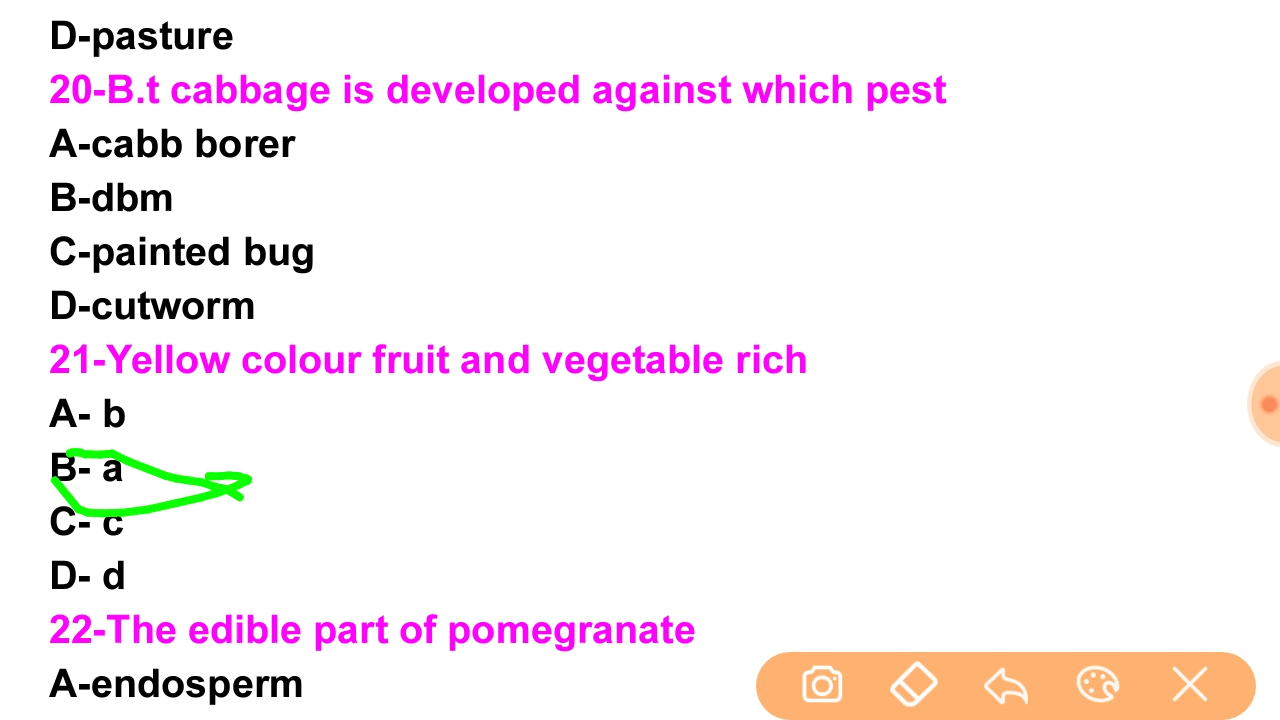 D-pasture
20-B.t cabbage is developed against which pest
A-cabb borer
B-dbm
C-painted bug
D-cutworm
21-Yellow colour fruit and vegetable rich
A- b
B- a
C- c
D- d
22-The edible part of pomegranate
A-endosperm